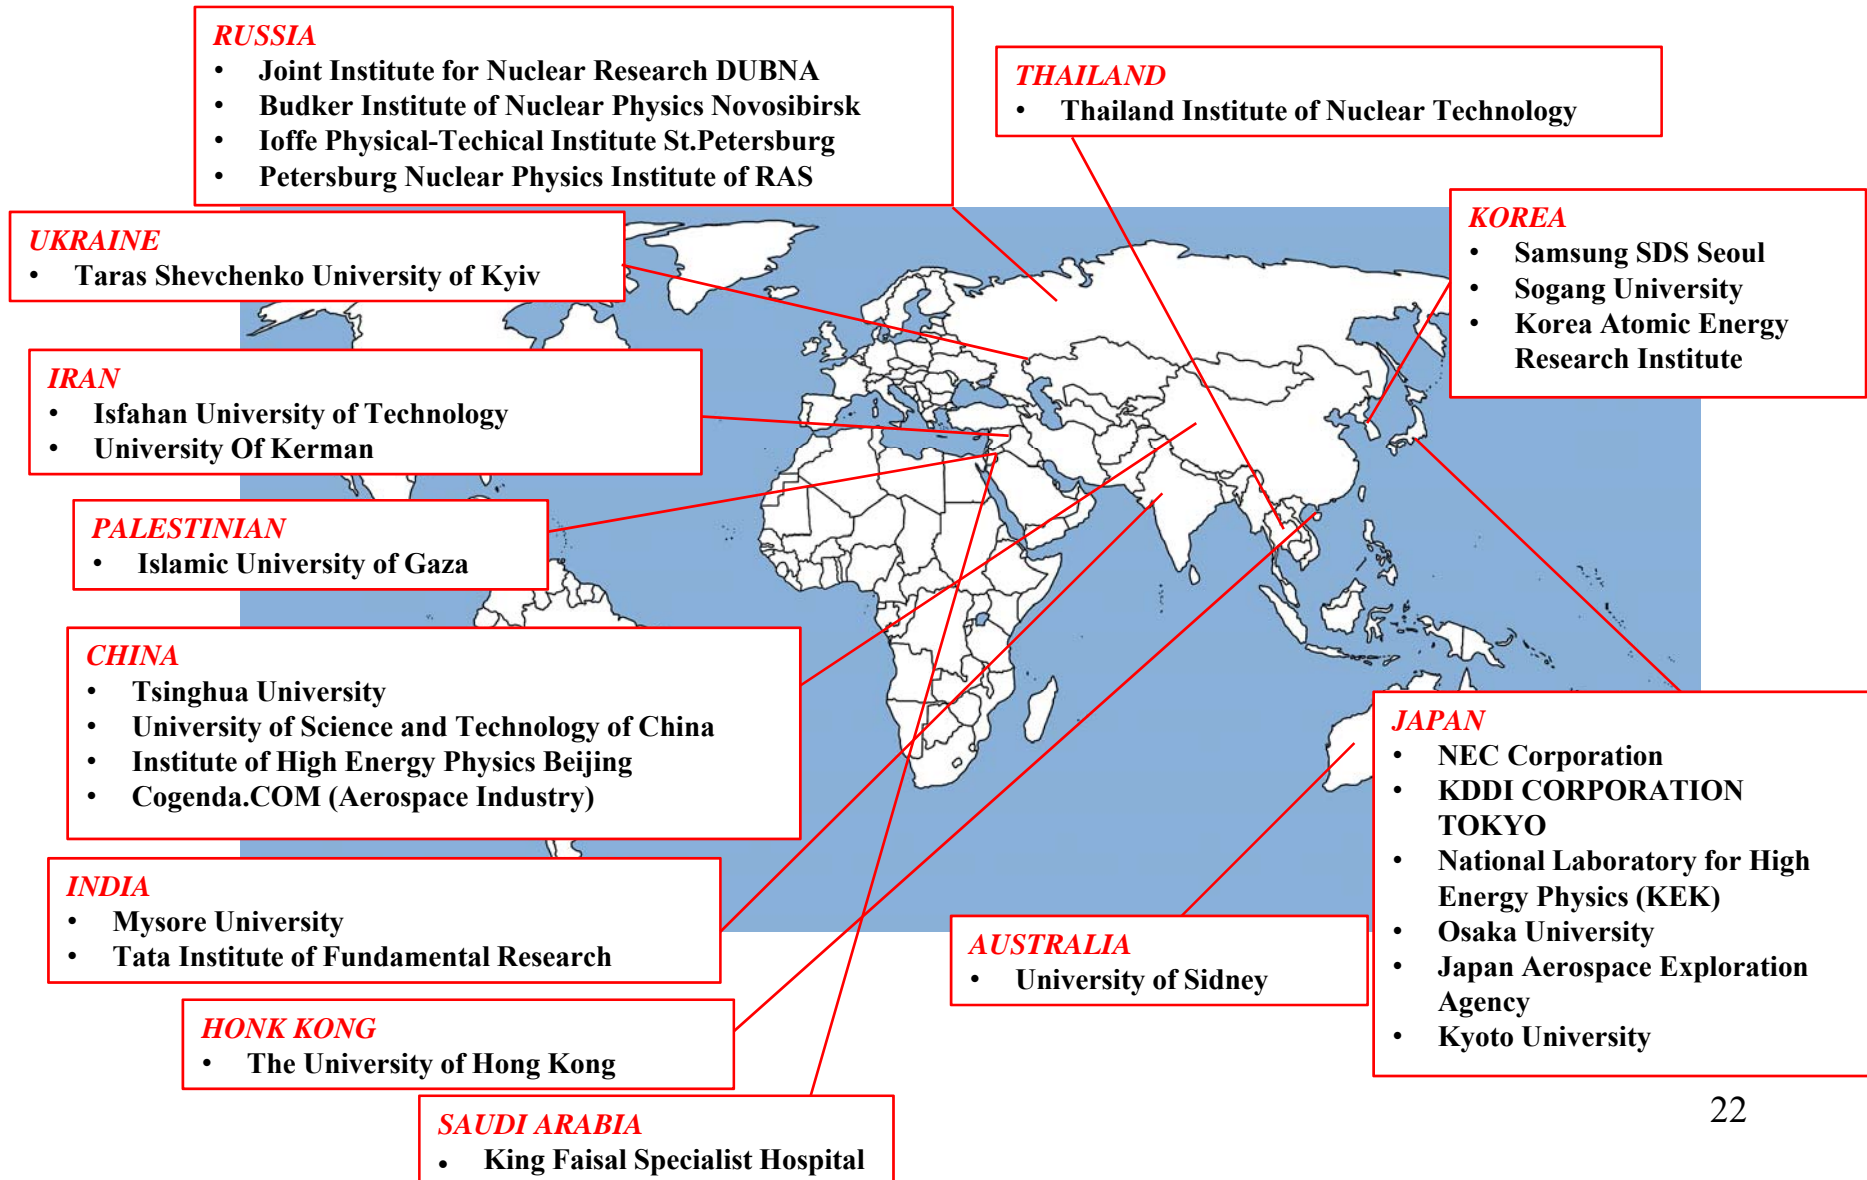 RUSSIA
• Joint Institute for Nuclear Research DUBNA
• Budker Institute of Nuclear Physics Novosibirsk
• Ioffe Physical-Techical Institute St.Petersburg
• Petersburg Nuclear Physics Institute of RAS
THAILAND
• Thailand Institute of Nuclear Technology
UKRAINE
• Taras Shevchenko University of Kyiv
KOREA
• Samsung SDS Seoul
• Sogang University
• Korea Atomic Energy
Research Institute
IRAN
• Isfahan University of Technology
• University Of Kerman
PALESTINIAN
• Islamic University of Gaza
CHINA
• Tsinghua University
• University of Science and Technology of China
• Institute of High Energy Physics Beijing
• Cogenda.COM (Aerospace Industry)
JAPAN
• NEC Corporation
• KDDI CORPORATION
TOKYO
• National Laboratory for High
Energy Physics (KEK)
• Osaka University
• Japan Aerospace Exploration
Agency
• Kyoto University
INDIA
• Mysore University
• Tata Institute of Fundamental Research
AUSTRALIA
• University of Sidney
HONK KONG
• The University of Hong Kong
SAUDI ARABIA
• King Faisal Specialist Hospital
22